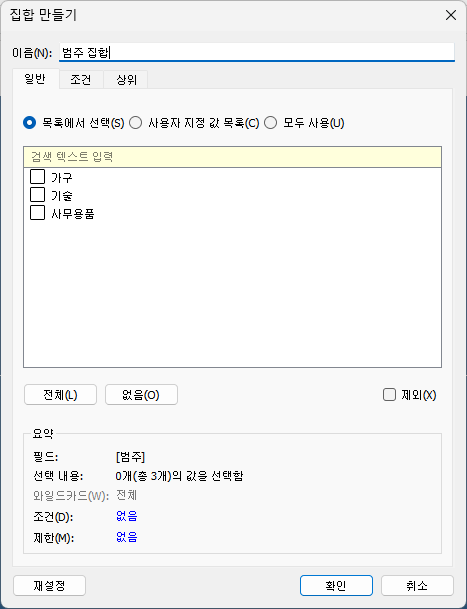 집합 만들기
이름(N): 범주 집합
일반 조건 상위
목록에서 선택(S) 사용자 지정 값 목록(C) 모두 사용(U)
검색 텍스트 입력
가구
기술
사무용품
전체(L) 없음(O) 제외(X)
요약
필드: [범주]
선택 내용: 0개(총 3개)의 값을 선택함
와일드카드(W): 전체
조건(D): 없음
제한(M): 없음
재설정 확인 취소